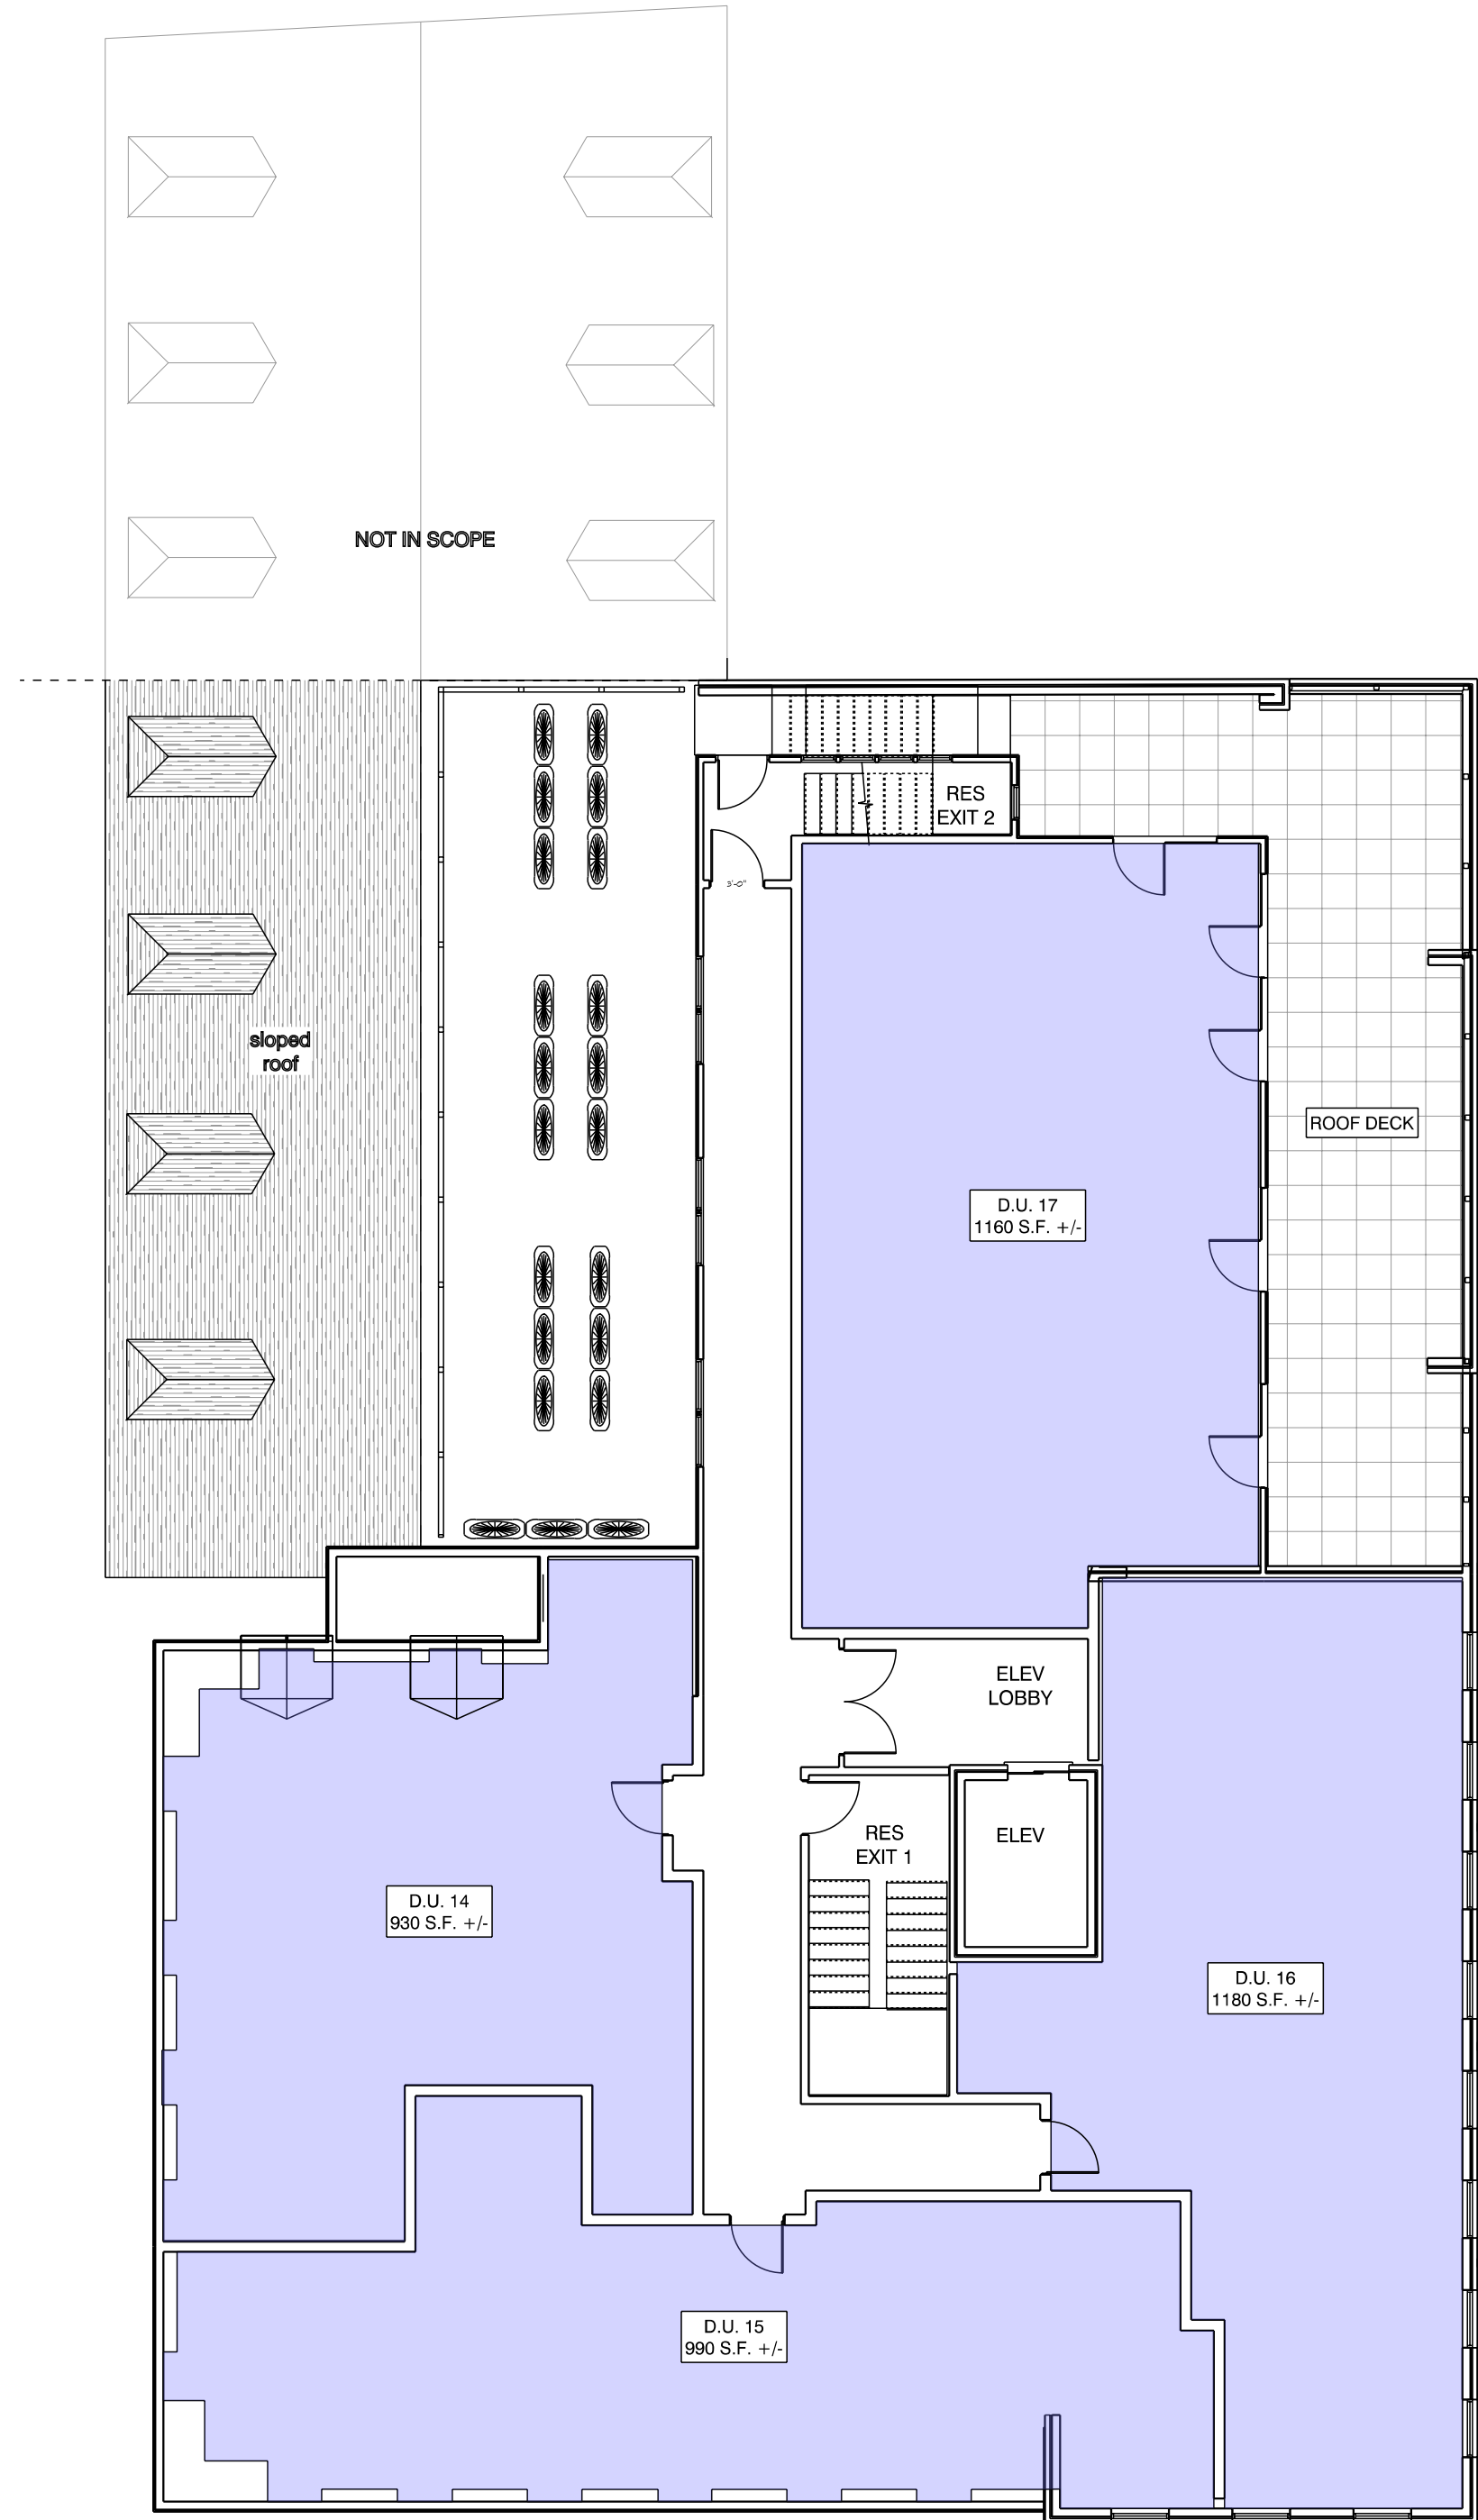 NOT IN SCOPE
RES
EXIT 2
3'-0"
sloped
roof
ROOF DECK
D.U. 17
1160 S.F. +/-
ELEV
LOBBY
RES
EXIT 1
ELEV
D.U. 14
930 S.F. +/-
D.U. 16
1180 S.F. +/-
D.U. 15
990 S.F. +/-